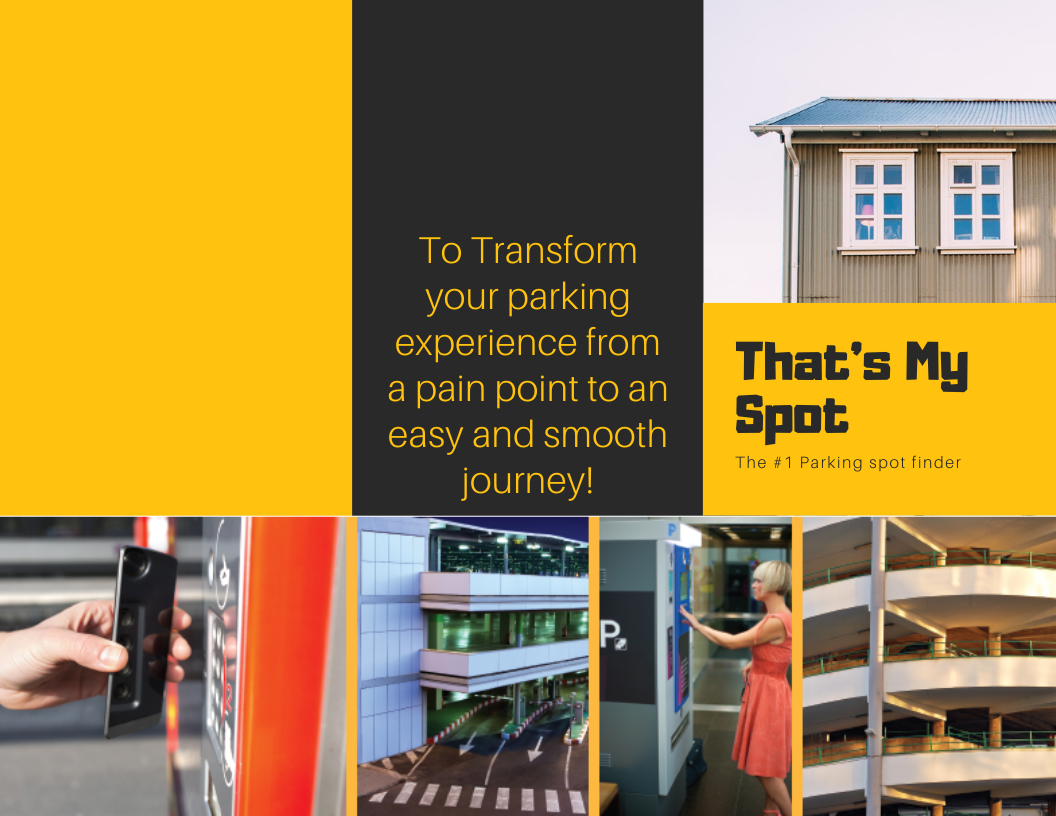 To Transform
your parking
experience from
a pain point to an
easy and smooth
journey!
That's My
Spot
The #1 Parking spot finder
P
P